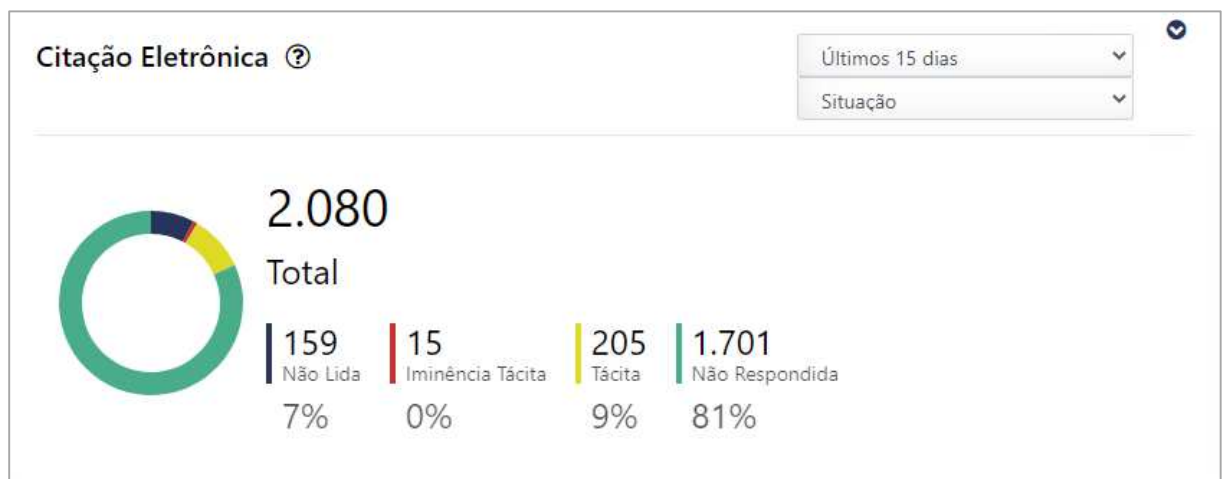 Citação Eletrônica ?
Últimos 15 dias
Situação
2.080
Total
159 15 205 1.701
Não Lida Iminência Tácita Tácita Não Respondida
7% 0% 9% 81%